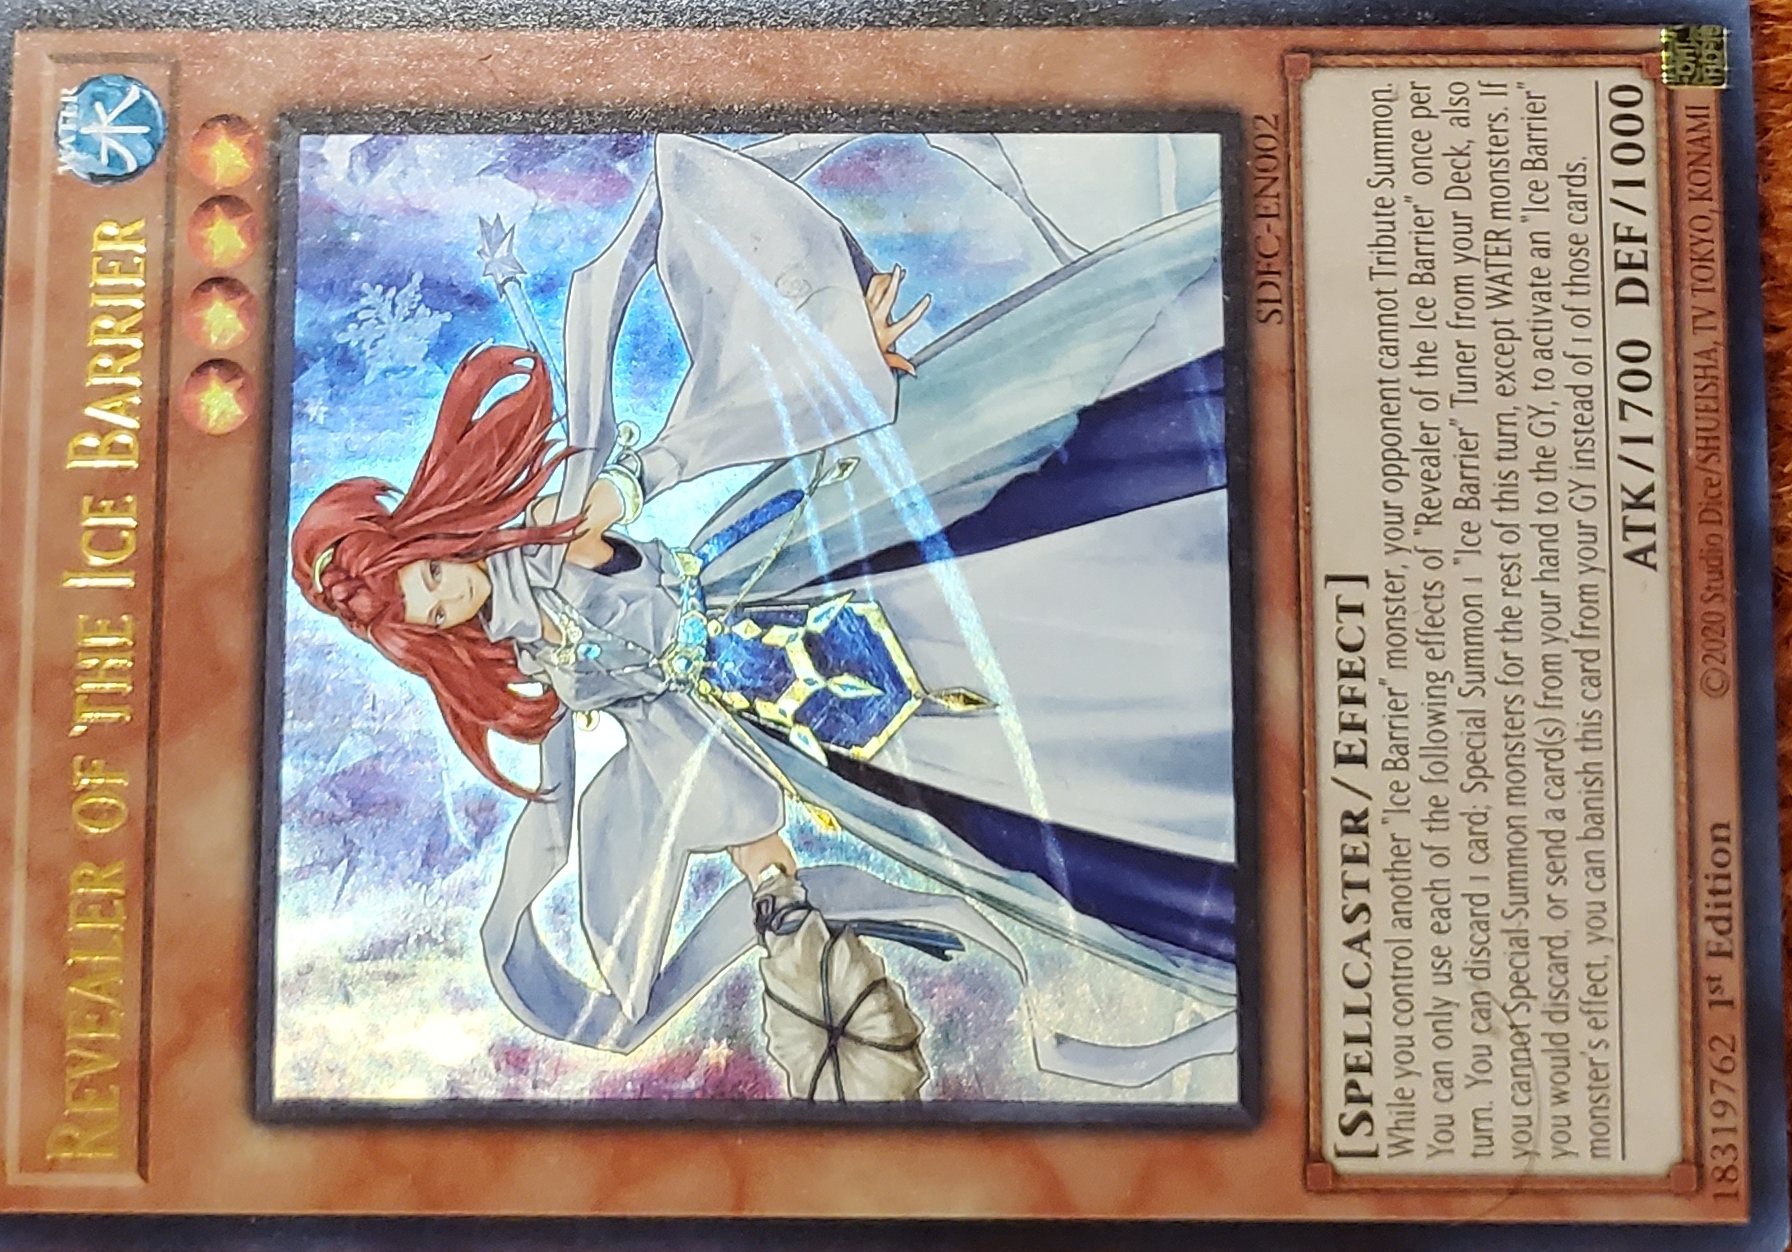 REVEALER OF THE ICE BARRIER
WATER
水
SDFC-EN002
[SPELLCASTER/EFFECT]
While you control another "Ice Barrier" monster, your opponent cannot Tribute Summon.
You can only use each of the following effects of "Revealer of the Ice Barrier" once per
turn. You can discard 1 card; Special Summon 1 "Ice Barrier" Tuner from your Deck, also
you cannot Special Summon monsters for the rest of this turn, except WATER monsters. If
you would discard, or send a card(s) from your hand to the GY, to activate an "Ice Barrier"
monster's effect, you can banish this card from your GY instead of 1 of those cards.
ATK/1700 DEF/1000
18319762 1st Edition ©2020 Studio Dice/SHUEISHA, TV TOKYO, KONAMI